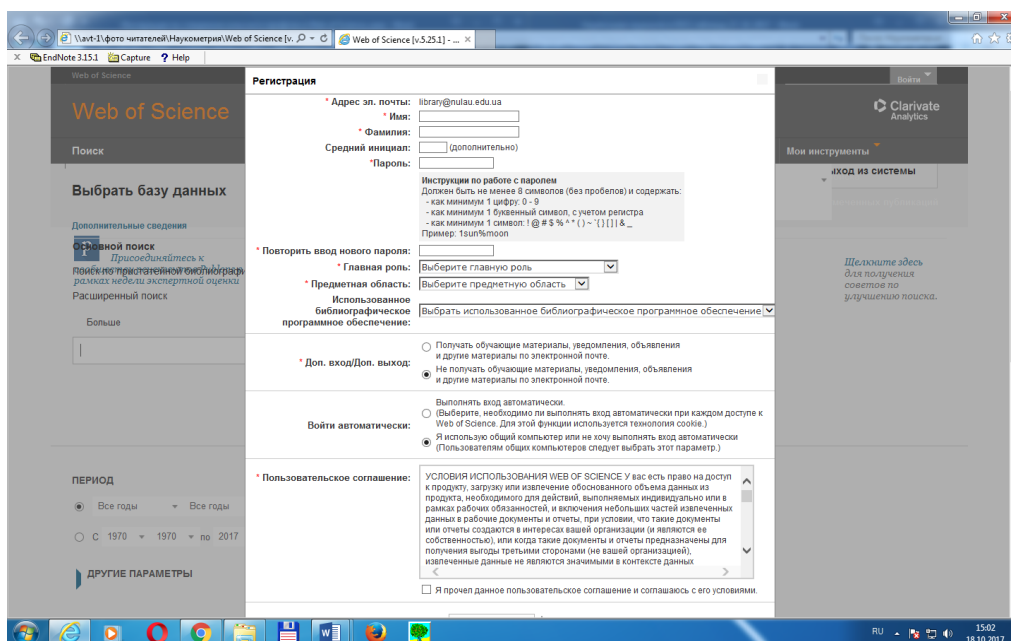 \\avt-1\фото читателей\Наукометрия\Web of Science [v.
Web of Science [v.5.25.1] - ...
EndNote 3.15.1 Capture ? Help
Web of Science
Войти
Web of Science
Clarivate
Analytics
Поиск
Мои инструменты
Выбрать базу данных
Дополнительные сведения
Основной поиск
Присоединяйтесь к
рамках недели экспертной оценки
Расширенный поиск
Больше
ПЕРИОД
Все годы Все годы
С 1970 1970 по 2017
ДРУГИЕ ПАРАМЕТРЫ
Регистрация
* Адрес эл. почты: library@nulau.edu.ua
* Имя:
* Фамилия:
Средний инициал: (дополнительно)
*Пароль:
Инструкции по работе с паролем
Должен быть не менее 8 символов (без пробелов) и содержать:
- как минимум 1 цифру: 0 - 9
- как минимум 1 буквенный символ, с учетом регистра
- как минимум 1 символ: ! @ # $ % ^ * ( ) ~ `{ } [ ] | & _
Пример: 1sun%moon
* Повторить ввод нового пароля:
* Главная роль: Выберите главную роль
* Предметная область: Выберите предметную область
Использованное
библиографическое
программное обеспечение: Выбрать использованное библиографическое программное обеспечение
* Доп. вход/Доп. выход:
Получать обучающие материалы, уведомления, объявления
и другие материалы по электронной почте.
Не получать обучающие материалы, уведомления, объявления
и другие материалы по электронной почте.
Войти автоматически:
Выполнять вход автоматически.
(Выберите, необходимо ли выполнять вход автоматически при каждом доступе к
Web of Science. Для этой функции используется технология cookie.)
Я использую общий компьютер или не хочу выполнять вход автоматически
(Пользователям общих компьютеров следует выбрать этот параметр.)
* Пользовательское соглашение:
УСЛОВИЯ ИСПОЛЬЗОВАНИЯ WEB OF SCIENCE У вас есть право на доступ
к продукту, загрузку или извлечение обоснованного объема данных из
продукта, необходимого для действий, выполняемых индивидуально или в
рамках рабочих обязанностей, и включения небольших частей извлеченных
данных в рабочие документы и отчеты, при условии, что такие документы
или отчеты создаются в интересах вашей организации (и являются ее
собственностью), или когда такие документы и отчеты предназначены для
получения выгоды третьими сторонами (не вашей организацией),
извлеченные данные не являются значимыми в контексте данных
Я прочел данное пользовательское соглашение и соглашаюсь с его условиями.
ыход из системы
Щелкните здесь
для получения
советов по
улучшению поиска.
RU
15:02
18.10.2017